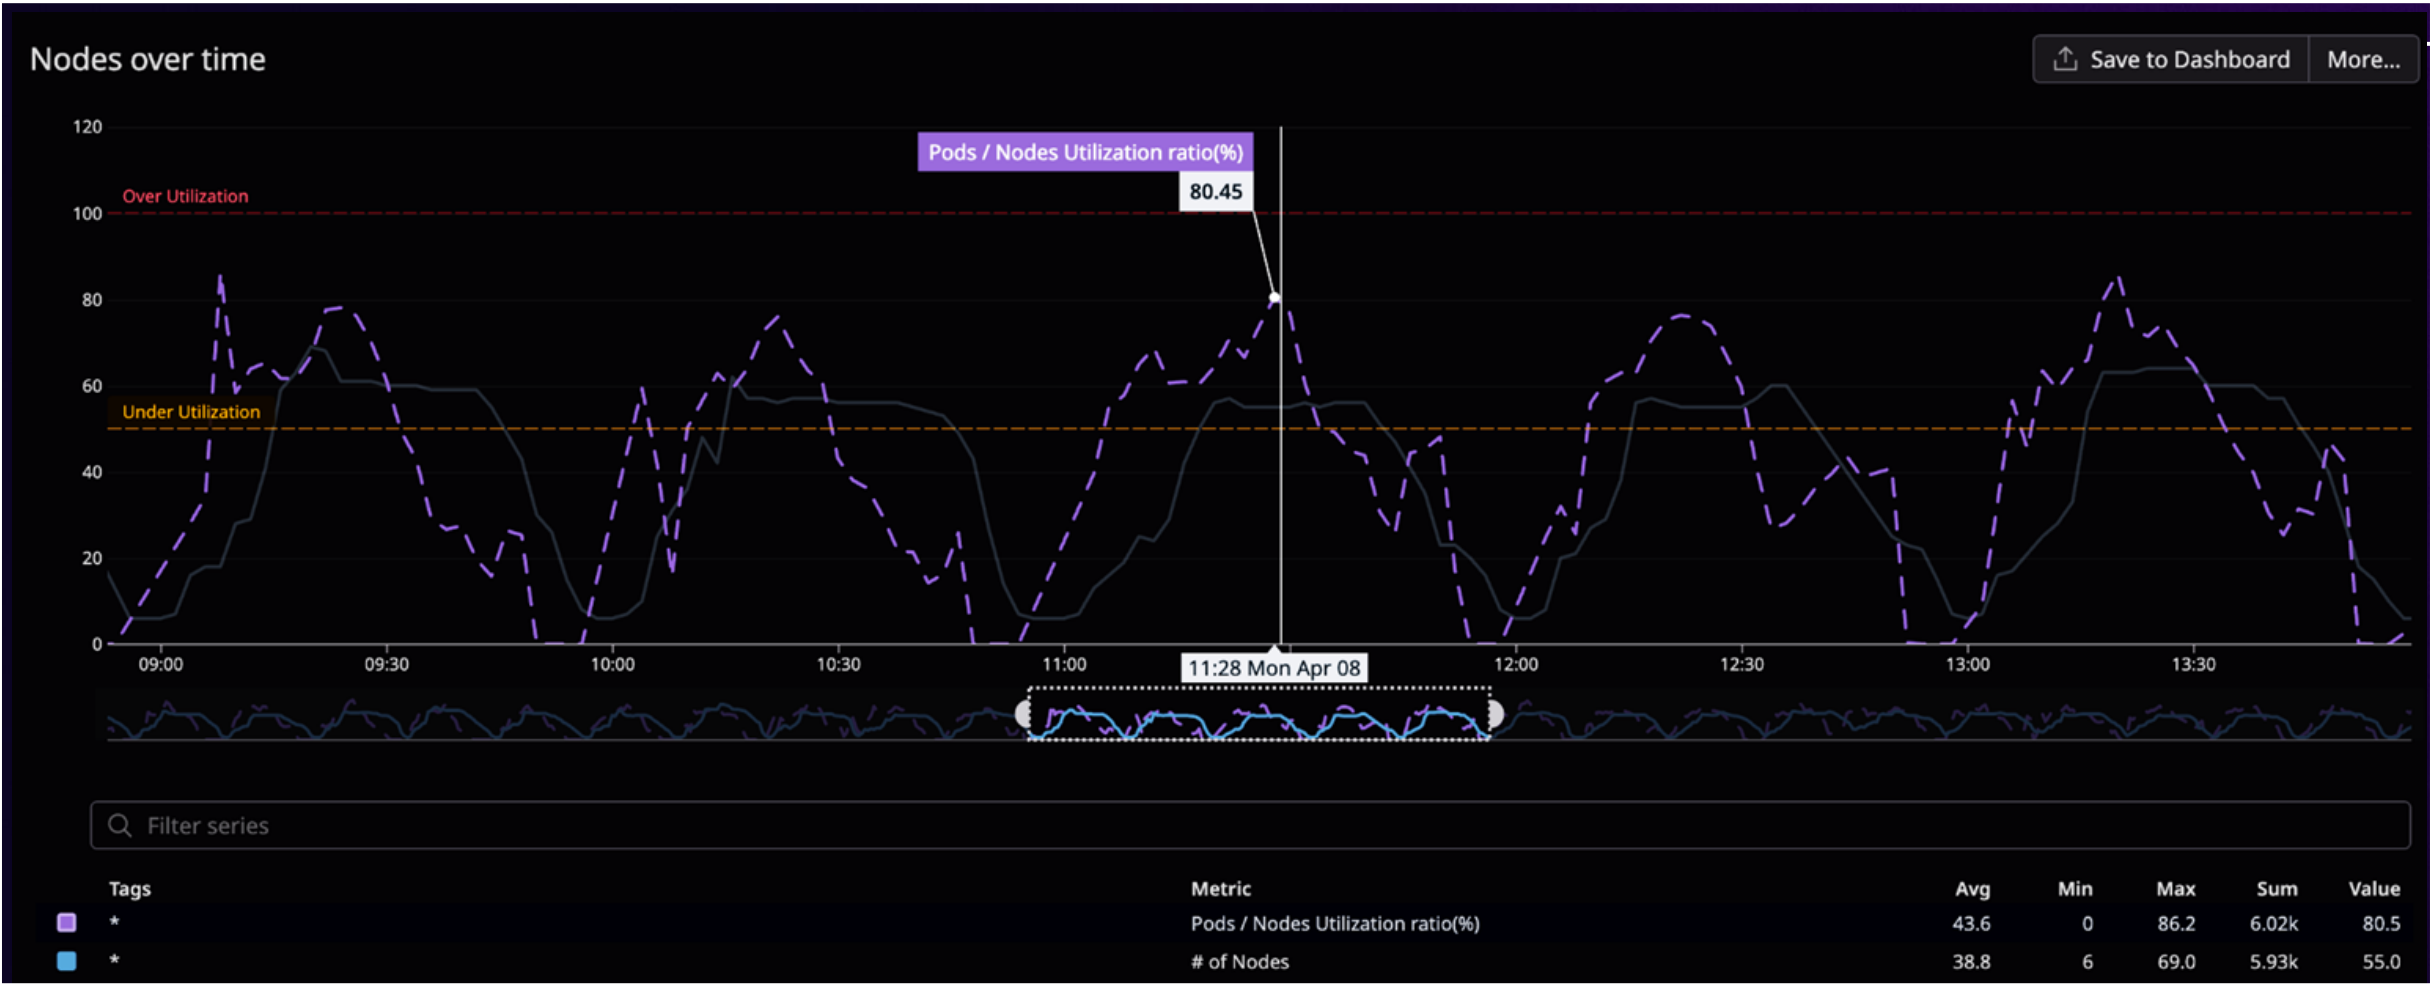 Nodes over time
Save to Dashboard More...
120
Pods / Nodes Utilization ratio(%)
80.45
Over Utilization
100
80
60
Under Utilization
40
20
0
09:00 09:30 10:00 10:30 11:00 11:28 Mon Apr 08 12:00 12:30 13:00 13:30
Filter series
Tags Metric Avg Min Max Sum Value
* Pods / Nodes Utilization ratio(%) 43.6 0 86.2 6.02k 80.5
* # of Nodes 38.8 6 69.0 5.93k 55.0